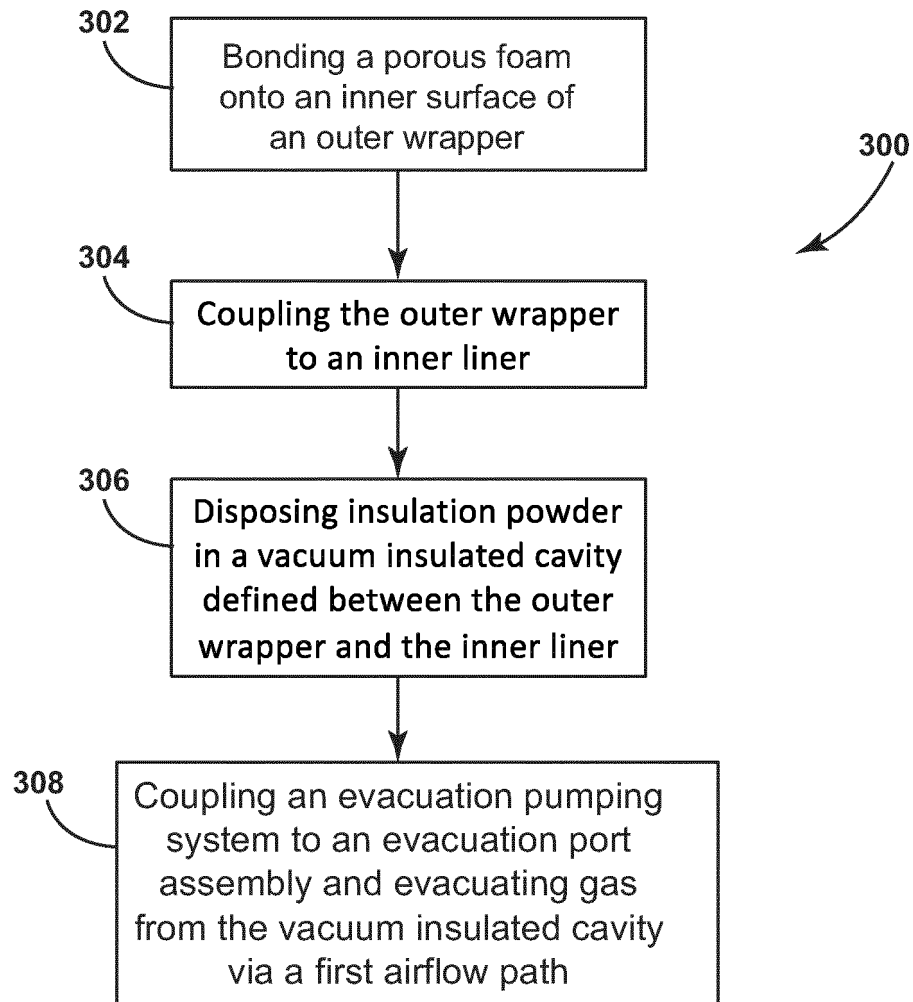 302
Bonding a porous foam
onto an inner surface of
an outer wrapper
300
304
Coupling the outer wrapper
to an inner liner
306
Disposing insulation powder
in a vacuum insulated cavity
defined between the outer
wrapper and the inner liner
308
Coupling an evacuation pumping
system to an evacuation port
assembly and evacuating gas
from the vacuum insulated cavity
via a first airflow path